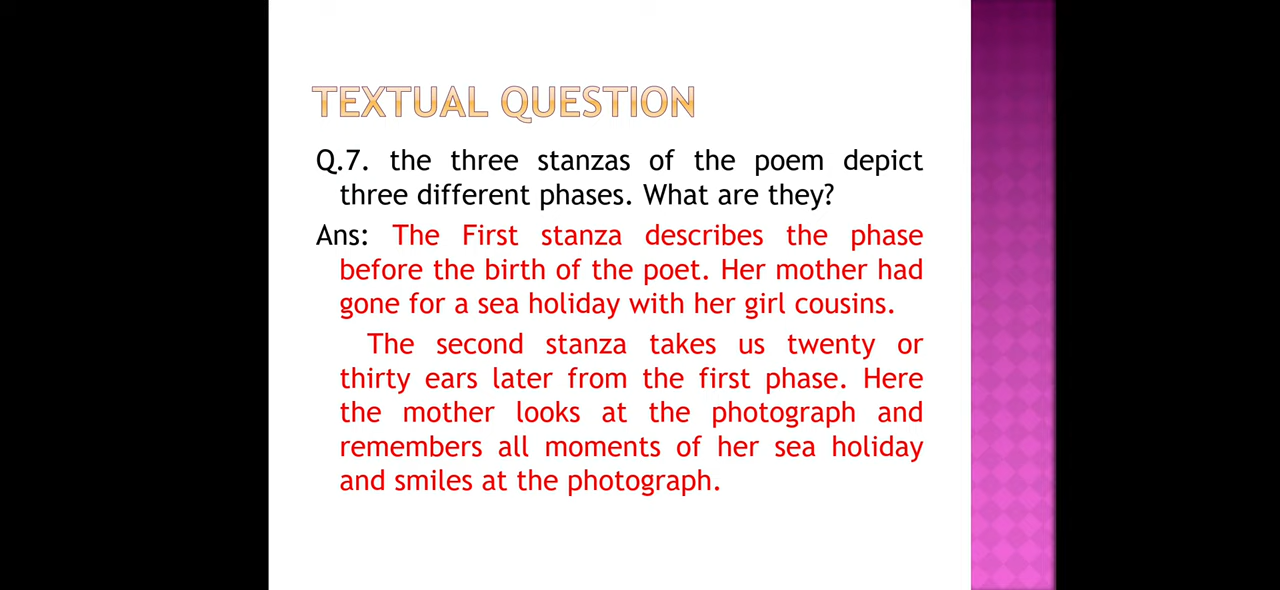 TEXTUAL QUESTION
Q.7. the three stanzas of the poem depict
three different phases. What are they?
Ans: The First stanza describes the phase
before the birth of the poet. Her mother had
gone for a sea holiday with her girl cousins.
The second stanza takes us twenty or
thirty ears later from the first phase. Here
the mother looks at the photograph and
remembers all moments of her sea holiday
and smiles at the photograph.